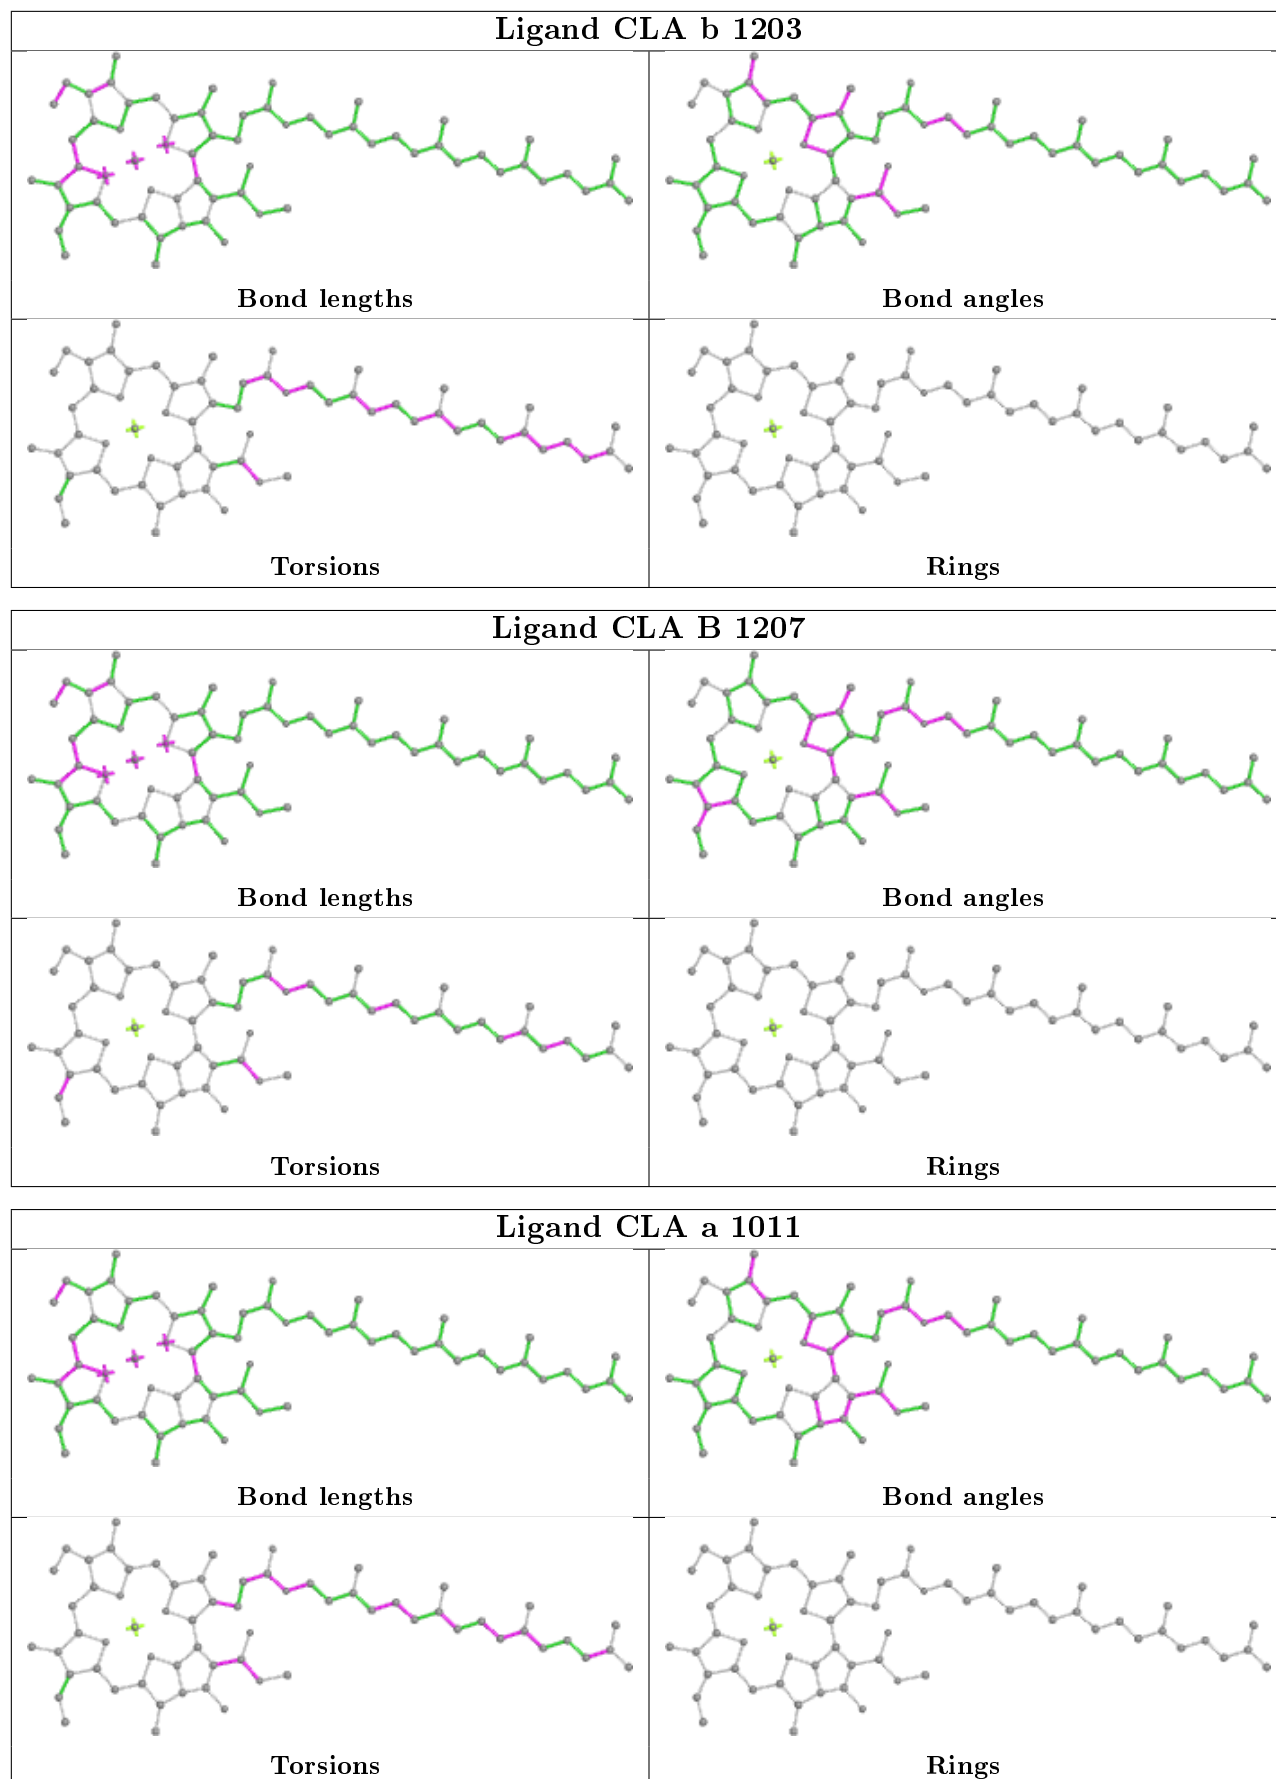 Ligand CLA b 1203
Bond lengths
Bond angles
Torsions
Rings
Ligand CLA B 1207
Bond lengths
Bond angles
Torsions
Rings
Ligand CLA a 1011
Bond lengths
Bond angles
Torsions
Rings